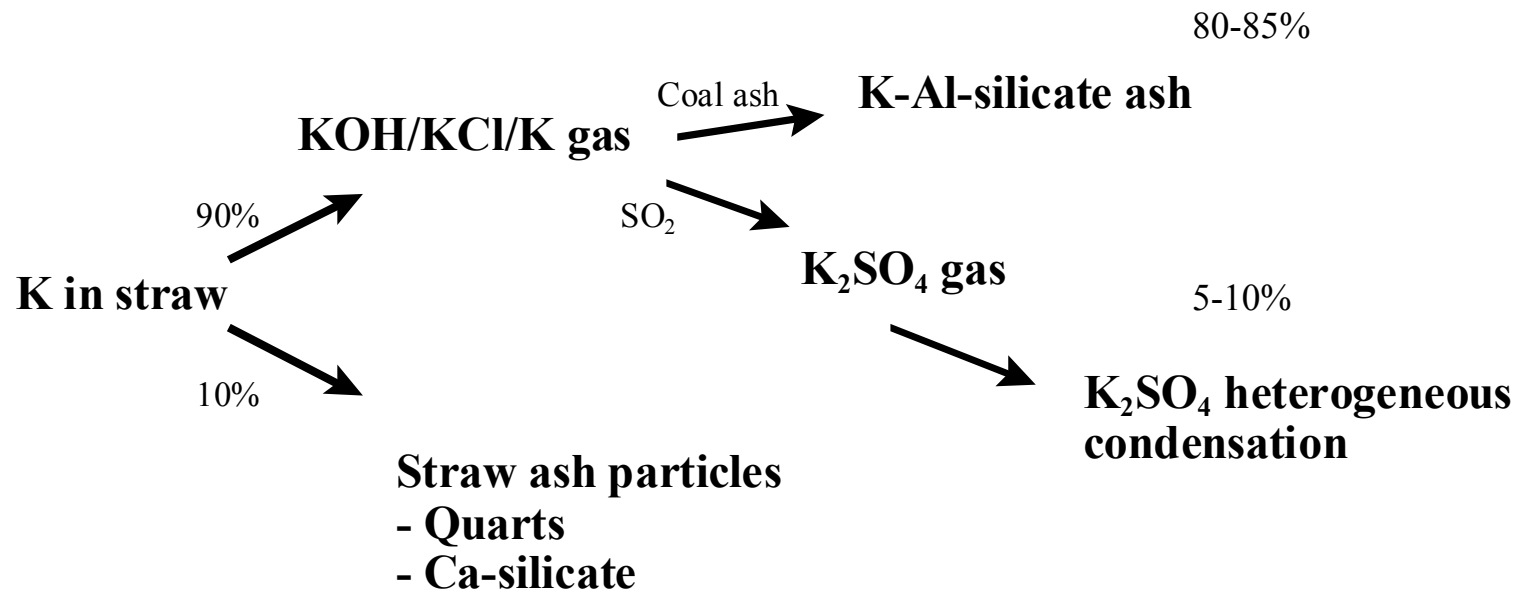 80-85%
Coal ash
K-Al-silicate ash
KOH/KCl/K gas
90%
SO₂
K₂SO₄ gas
K in straw
5-10%
10%
K₂SO₄ heterogeneous
condensation
Straw ash particles
- Quarts
- Ca-silicate